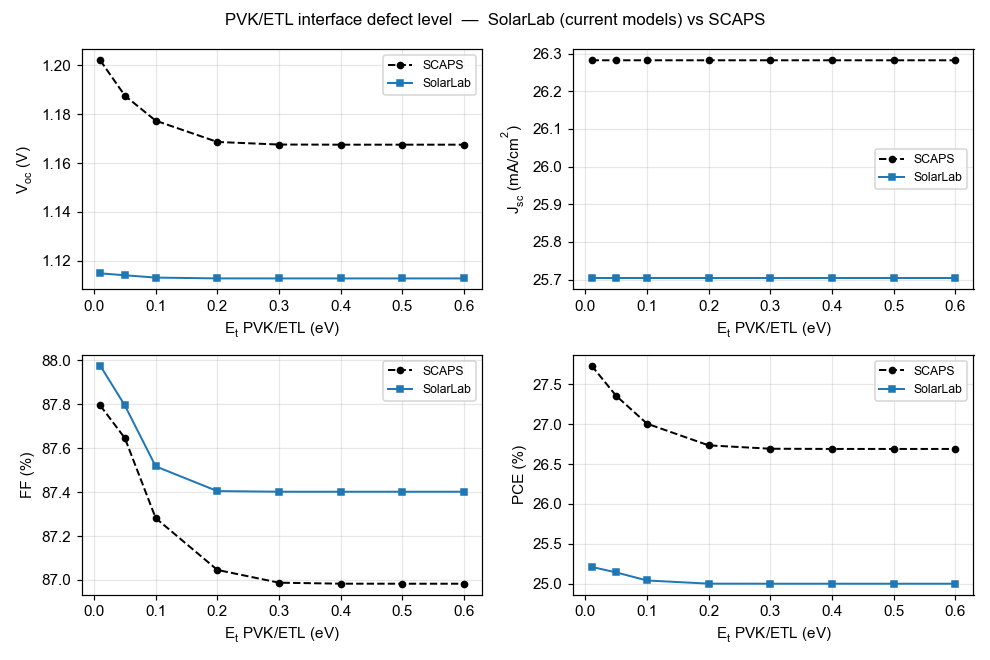 PVK/ETL interface defect level — SolarLab (current models) vs SCAPS
1.20
1.18
1.16
1.14
1.12
V_oc (V)
SCAPS
SolarLab
0.0 0.1 0.2 0.3 0.4 0.5 0.6
E_t PVK/ETL (eV)
26.3
26.2
26.1
26.0
25.9
25.8
25.7
J_sc (mA/cm^2)
SCAPS
SolarLab
0.0 0.1 0.2 0.3 0.4 0.5 0.6
E_t PVK/ETL (eV)
88.0
87.8
87.6
87.4
87.2
87.0
FF (%)
SCAPS
SolarLab
0.0 0.1 0.2 0.3 0.4 0.5 0.6
E_t PVK/ETL (eV)
27.5
27.0
26.5
26.0
25.5
25.0
PCE (%)
SCAPS
SolarLab
0.0 0.1 0.2 0.3 0.4 0.5 0.6
E_t PVK/ETL (eV)